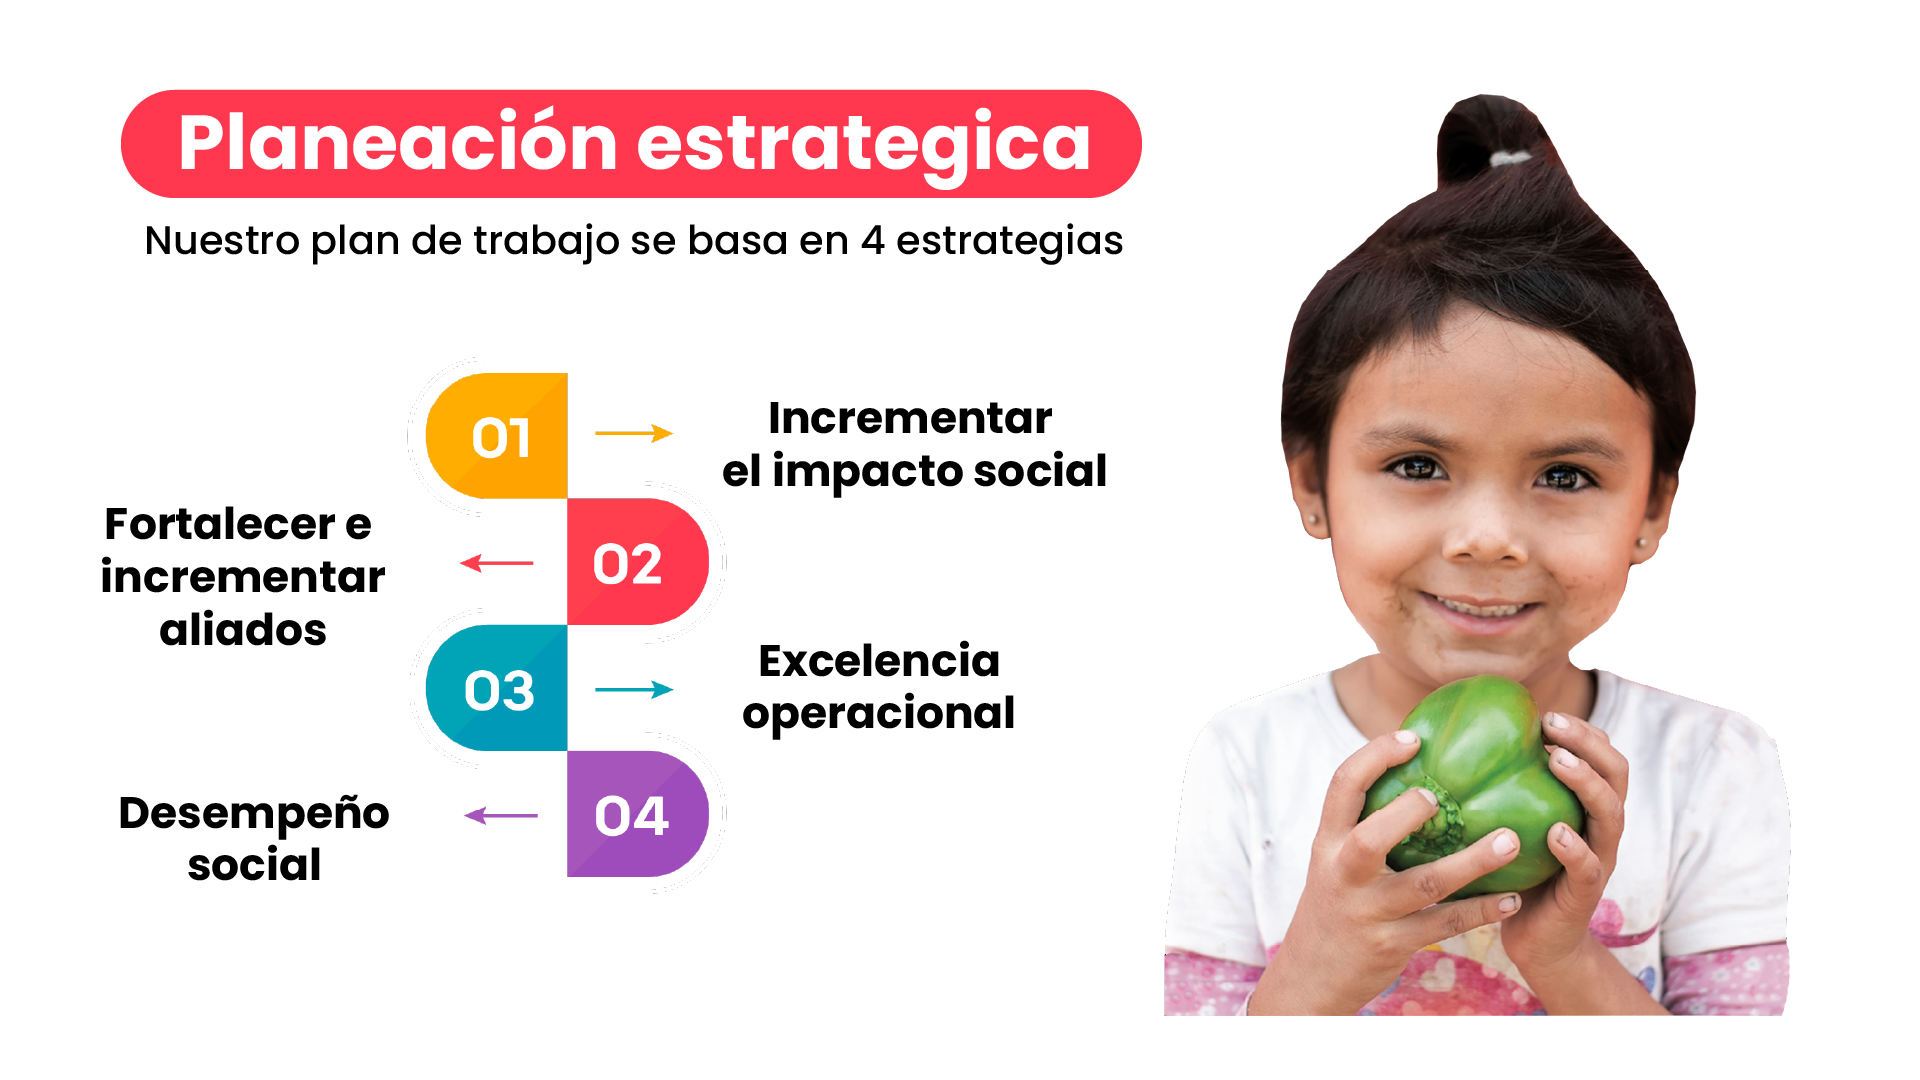 Planeación estrategica
Nuestro plan de trabajo se basa en 4 estrategias
01
Incrementar
el impacto social
02
Fortalecer e
incrementar
aliados
03
Excelencia
operacional
04
Desempeño
social